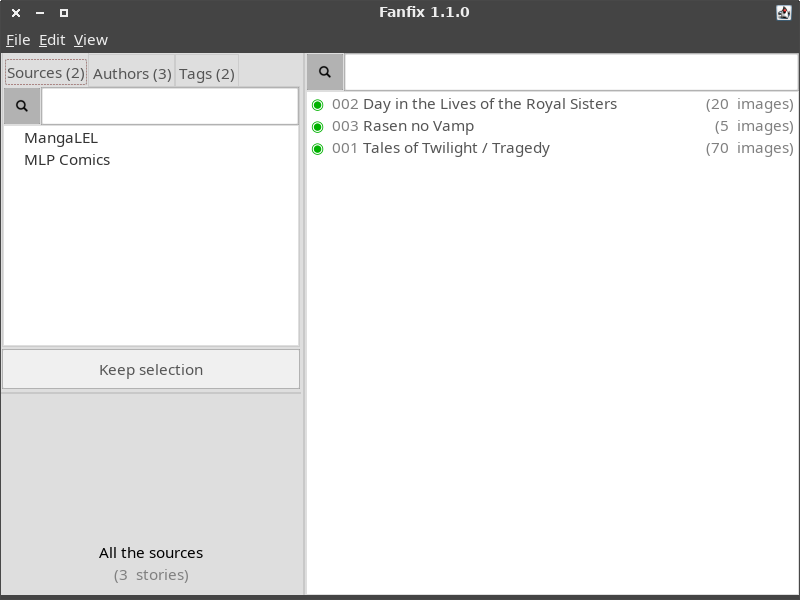 Fanfix 1.1.0
File Edit View
Sources (2) Authors (3) Tags (2)
MangaLEL
MLP Comics
Keep selection
All the sources
(3 stories)
002 Day in the Lives of the Royal Sisters (20 images)
003 Rasen no Vamp (5 images)
001 Tales of Twilight / Tragedy (70 images)